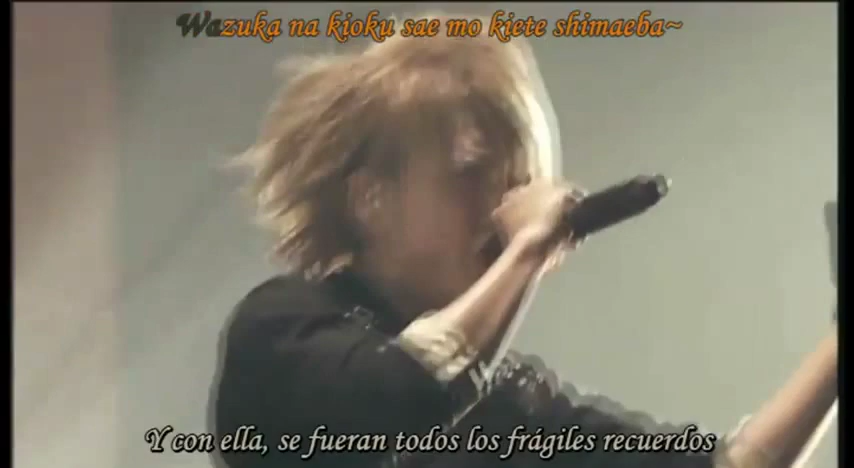 Wazuka na kioku sae mo kiete shimaeba~
Y con ella, se fueran todos los frágiles recuerdos